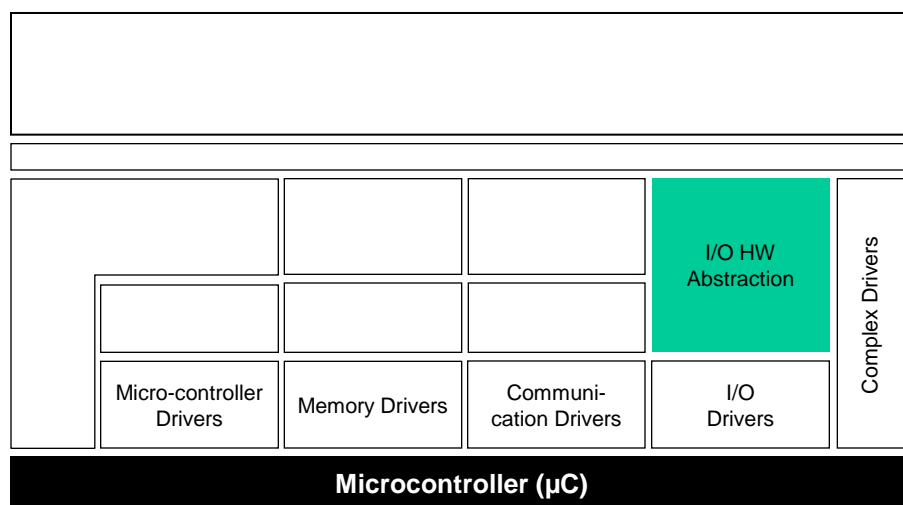 I/O HW
Abstraction
Complex Drivers
Micro-controller
Drivers
Memory Drivers
Communi-
cation Drivers
I/O
Drivers
Microcontroller (µC)